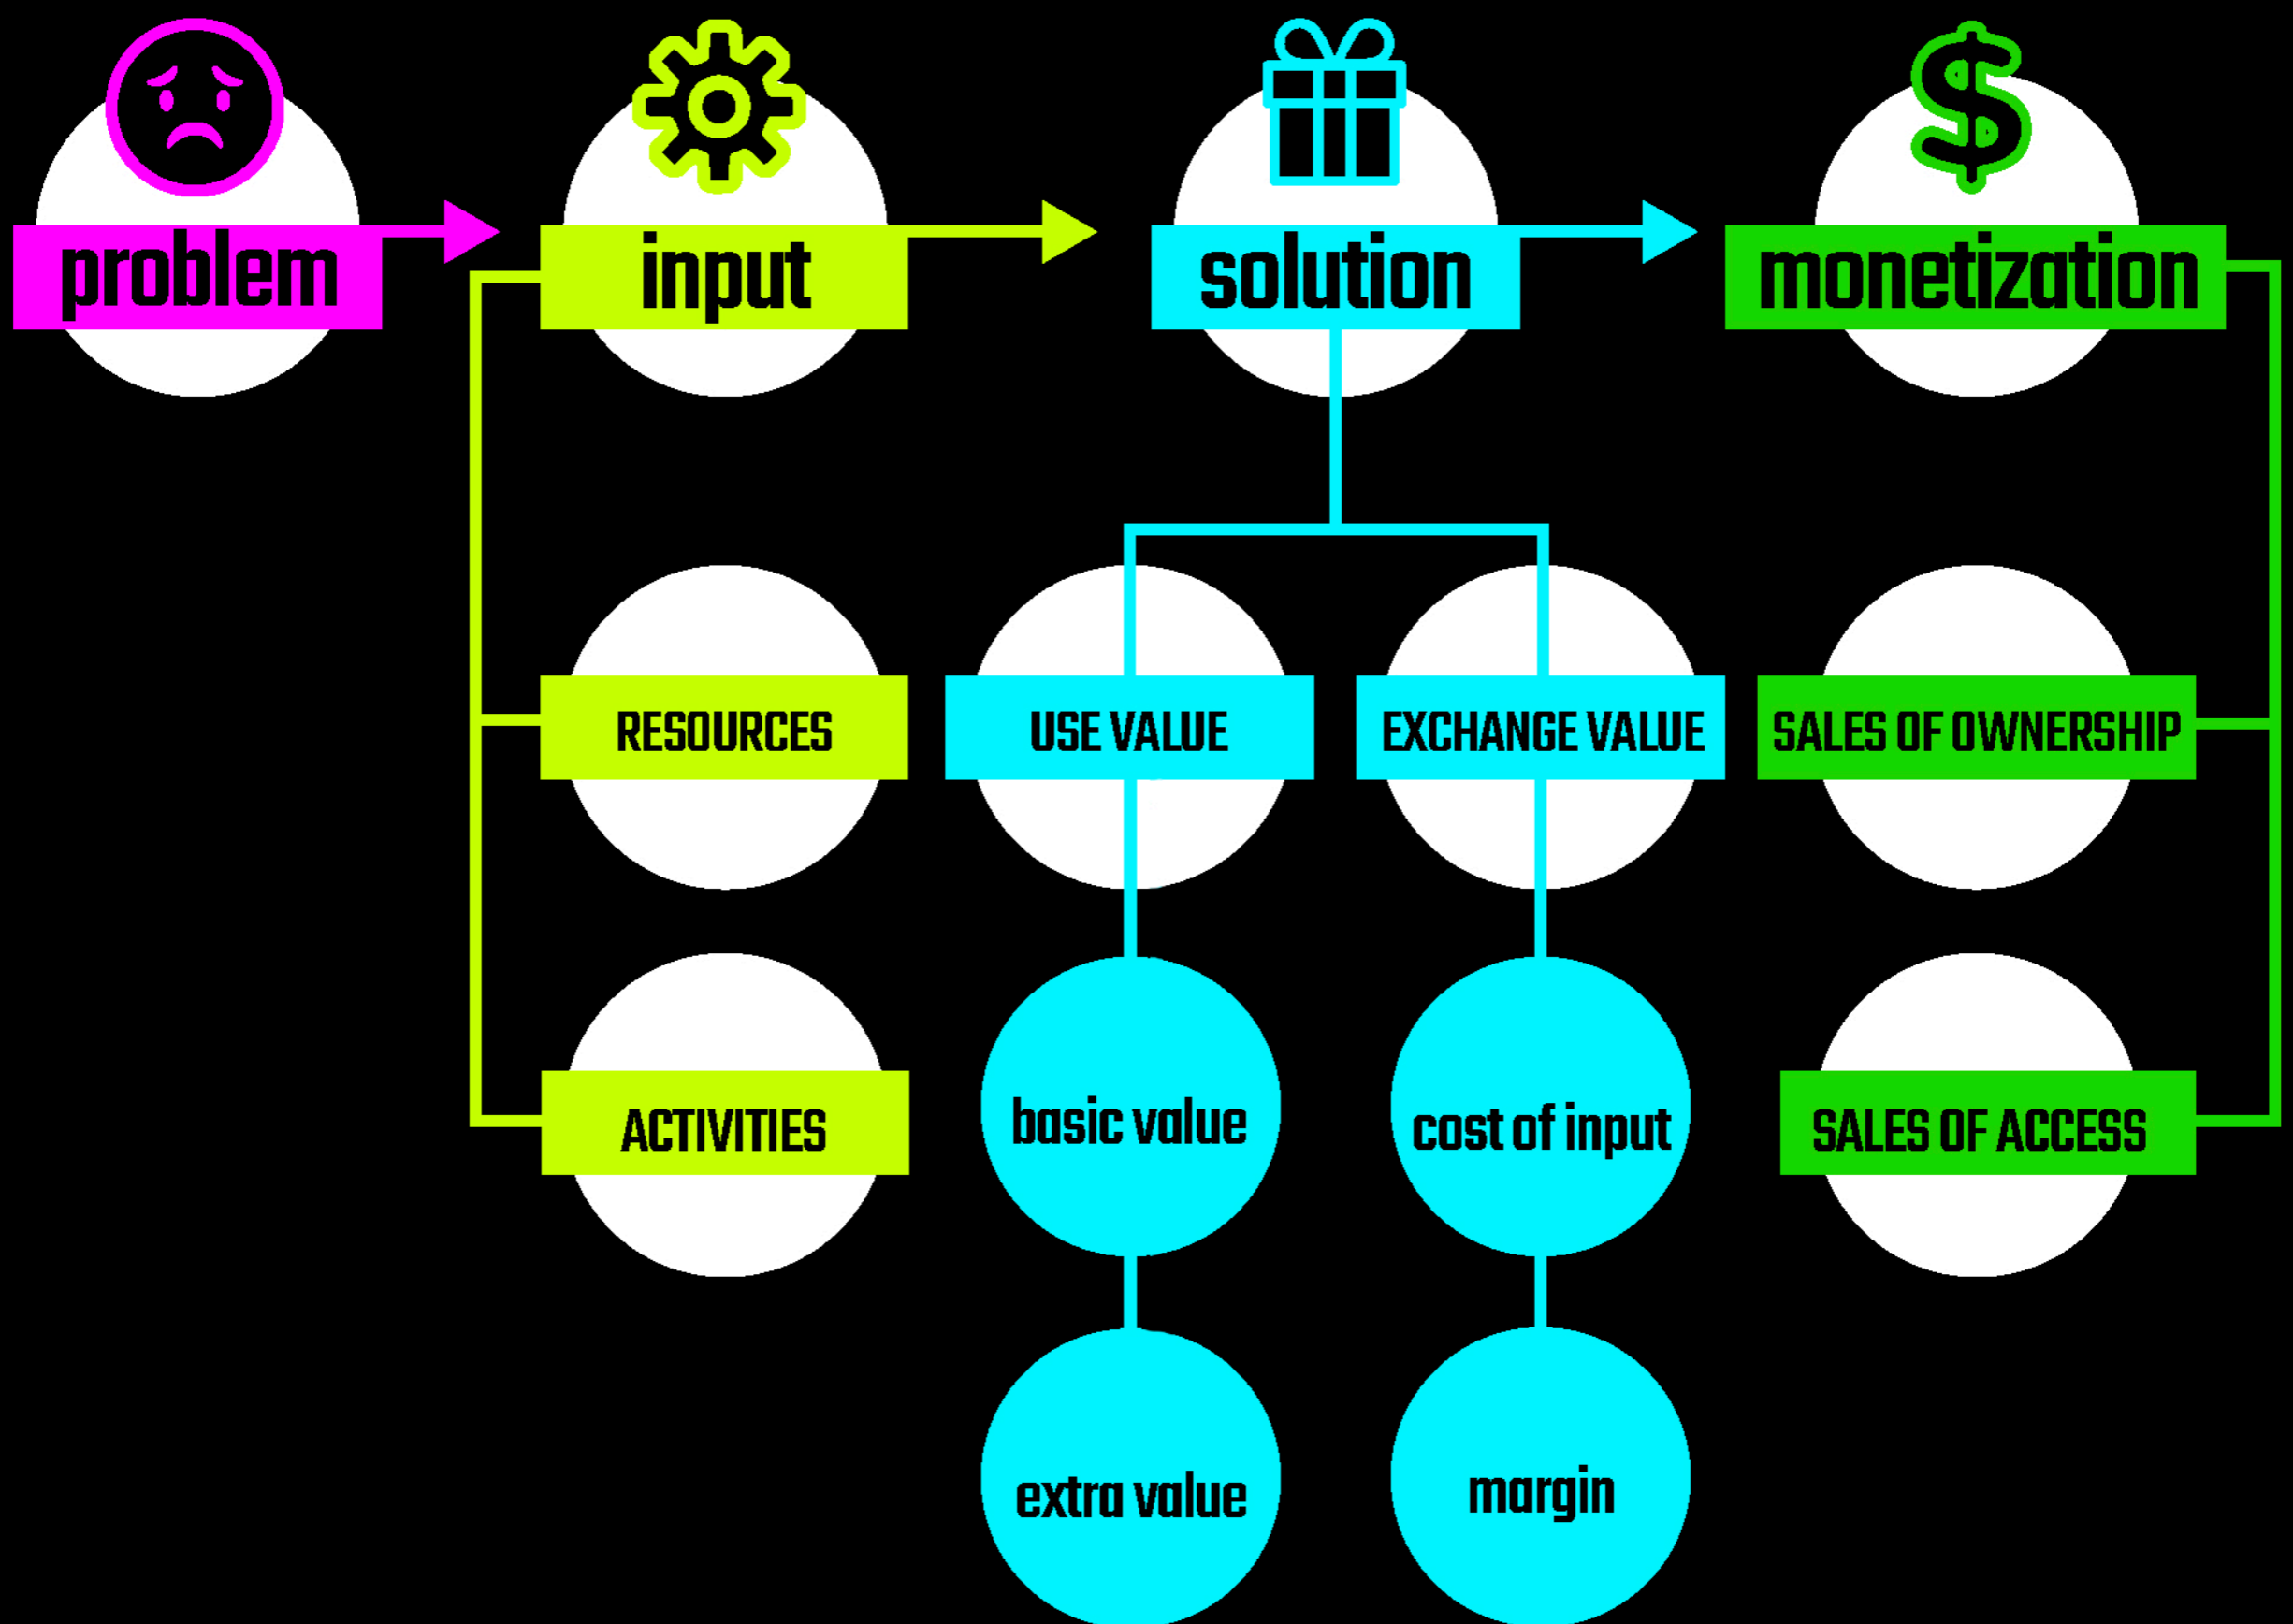 problem
input
solution
monetization
RESOURCES
USE VALUE
EXCHANGE VALUE
SALES OF OWNERSHIP
ACTIVITIES
basic value
cost of input
SALES OF ACCESS
extra value
margin